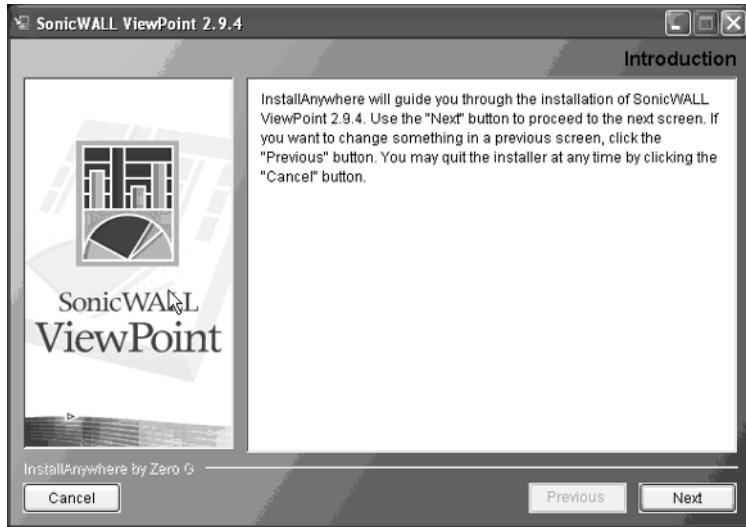 SonicWALL ViewPoint 2.9.4
Introduction
InstallAnywhere will guide you through the installation of SonicWALL
ViewPoint 2.9.4. Use the "Next" button to proceed to the next screen. If
you want to change something in a previous screen, click the
"Previous" button. You may quit the installer at any time by clicking the
"Cancel" button.
SonicWALL
ViewPoint
InstallAnywhere by Zero G
Cancel
Previous
Next